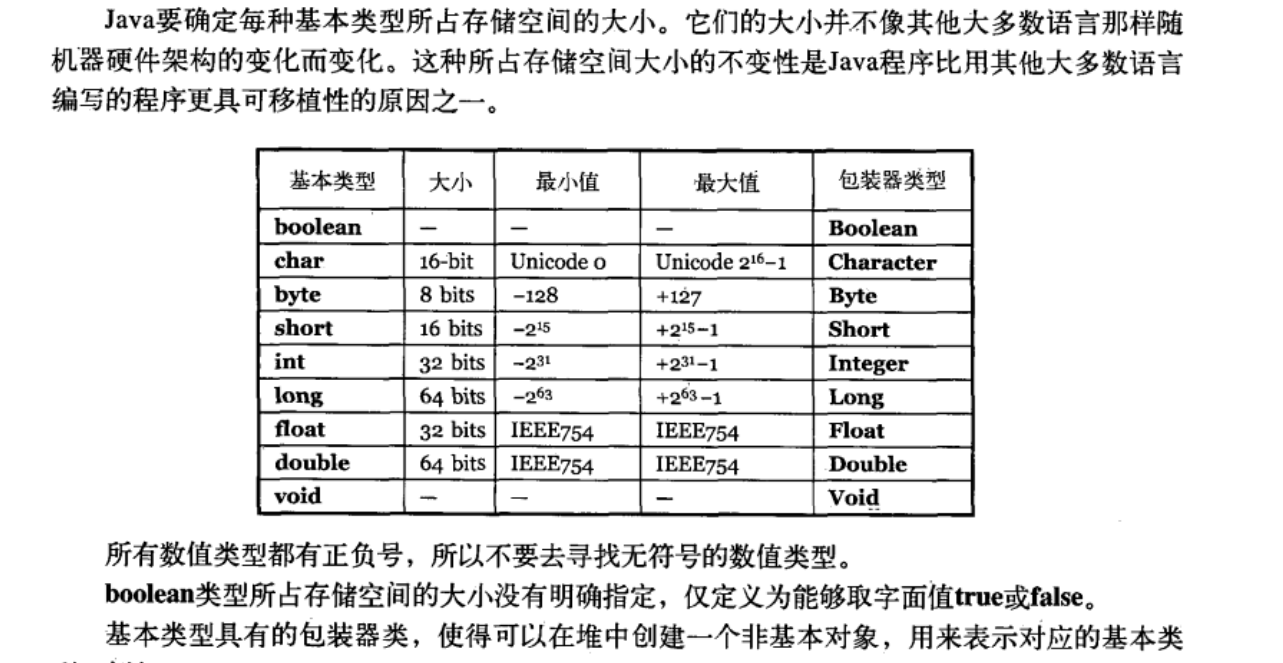 Java要确定每种基本类型所占存储空间的大小。它们的大小并不像其他大多数语言那样随
机器硬件架构的变化而变化。这种所占存储空间大小的不变性是Java程序比用其他大多数语言
编写的程序更具可移植性的原因之一。
基本类型 大小 最小值 最大值 包装器类型
boolean — — — Boolean
char 16-bit Unicode 0 Unicode 2¹⁶-1 Character
byte 8 bits -128 +127 Byte
short 16 bits -2¹⁵ +2¹⁵-1 Short
int 32 bits -2³¹ +2³¹-1 Integer
long 64 bits -2⁶³ +2⁶³-1 Long
float 32 bits IEEE754 IEEE754 Float
double 64 bits IEEE754 IEEE754 Double
void — — — Void
所有数值类型都有正负号，所以不要去寻找无符号的数值类型。
boolean类型所占存储空间的大小没有明确指定，仅定义为能够取字面值true或false。
基本类型具有的包装器类，使得可以在堆中创建一个非基本对象，用来表示对应的基本类